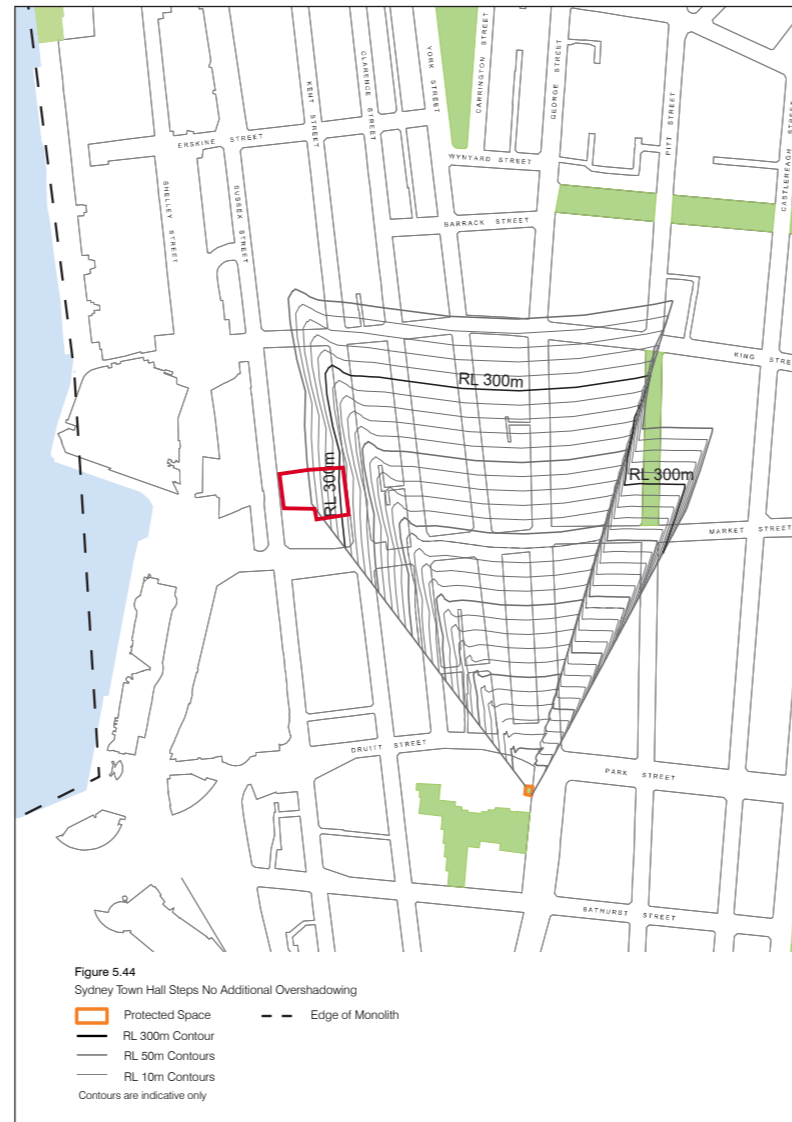 YORK STREET
CARRINGTON STREET
GEORGE STREET
KENT STREET
CLARENCE STREET
PITT STREET
CASTLEREAGH STREET
ERSKINE STREET
WYNYARD STREET
SHELLEY STREET
SUSSEX STREET
BARRACK STREET
KING STREE
RL 300m
RL 300m
RL 300m
MARKET STREET
DRUITT STREET
PARK STREET
BATHURST STREET
Figure 5.44
Sydney Town Hall Steps No Additional Overshadowing
Protected Space
Edge of Monolith
RL 300m Contour
RL 50m Contours
RL 10m Contours
Contours are indicative only